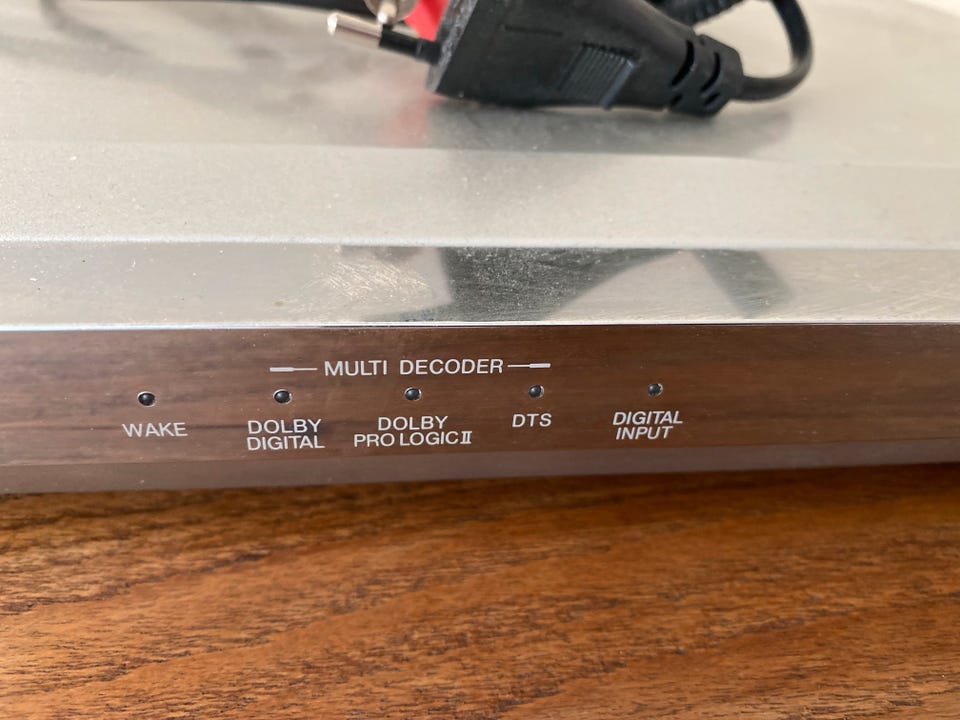 MULTI DECODER
WAKE
DOLBY
DIGITAL
DOLBY
PRO LOGIC II
DTS
DIGITAL
INPUT